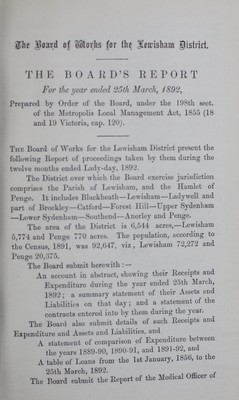 The Board of Works for the Lewisham District.
THE BOARD'S REPORT
For the year ended 25th March, 1892,
Prepared by Order of the Board, under the 198th sect.
of the Metropolis Local Management Act, 1855 (18
and 19 Victoria, cap. 120).
THE Board of Works for the Lewisham District present the
following Report of proceedings taken by them during the
twelve months ended Lady-day, 1892.
The District over which the Board exercise jurisdiction
comprises the Parish of Lewisham, and the Hamlet of
Penge. It includes Blackheath—Lewisham—Ladywell and
part of Brockley—Catford—Forest Hill—Upper Sydenham
—Lower Sydenham—Southend—Anerley and Penge.
The area of the District is 6,544 acres,—Lewisham
5,774 and Penge 770 acres. The population, according to
the Census, 1891, was 92,647, viz., Lewisham 72,272 and
Penge 20,375.
The Board submit herewith:—
An account in abstract, showing their Receipts and
Expenditure during the year ended 25th March,
1892; a summary statement of their Assets and
Liabilities on that day; and a statement of the
contracts entered into by them during the year.
The Board also submit details of such Receipts and
Expenditure and Assets and Liabilities, and
A statement of comparison of Expenditure between
the years 1889-90, 1890-91, and 1891-92, and
A table of Loans from the 1st January, 1856, to the
25th March, 1892.
The Board submit the Report of the Medical Officer of